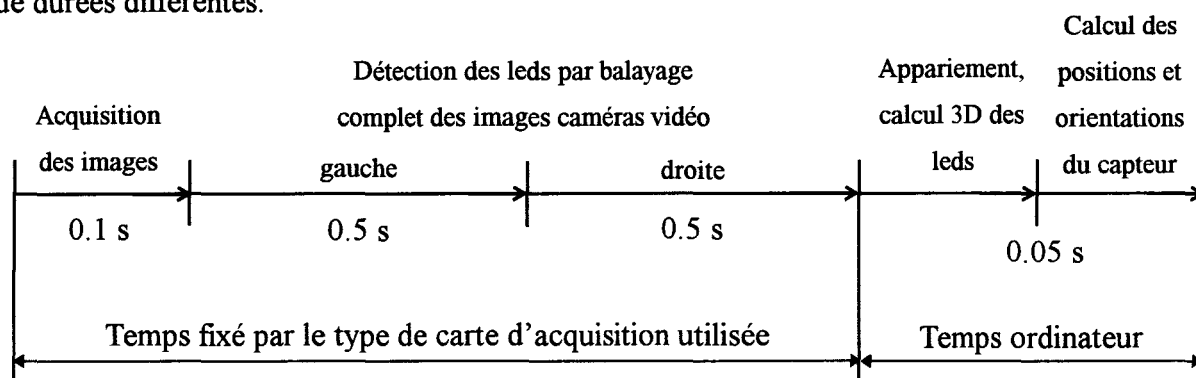 de durées différentes.
Acquisition
des images
Détection des leds par balayage
complet des images caméras vidéo
gauche
droite
Appariement,
calcul 3D des
leds
Calcul des
positions et
orientations
du capteur
0.1 s
0.5 s
0.5 s
0.05 s
Temps fixé par le type de carte d'acquisition utilisée
Temps ordinateur